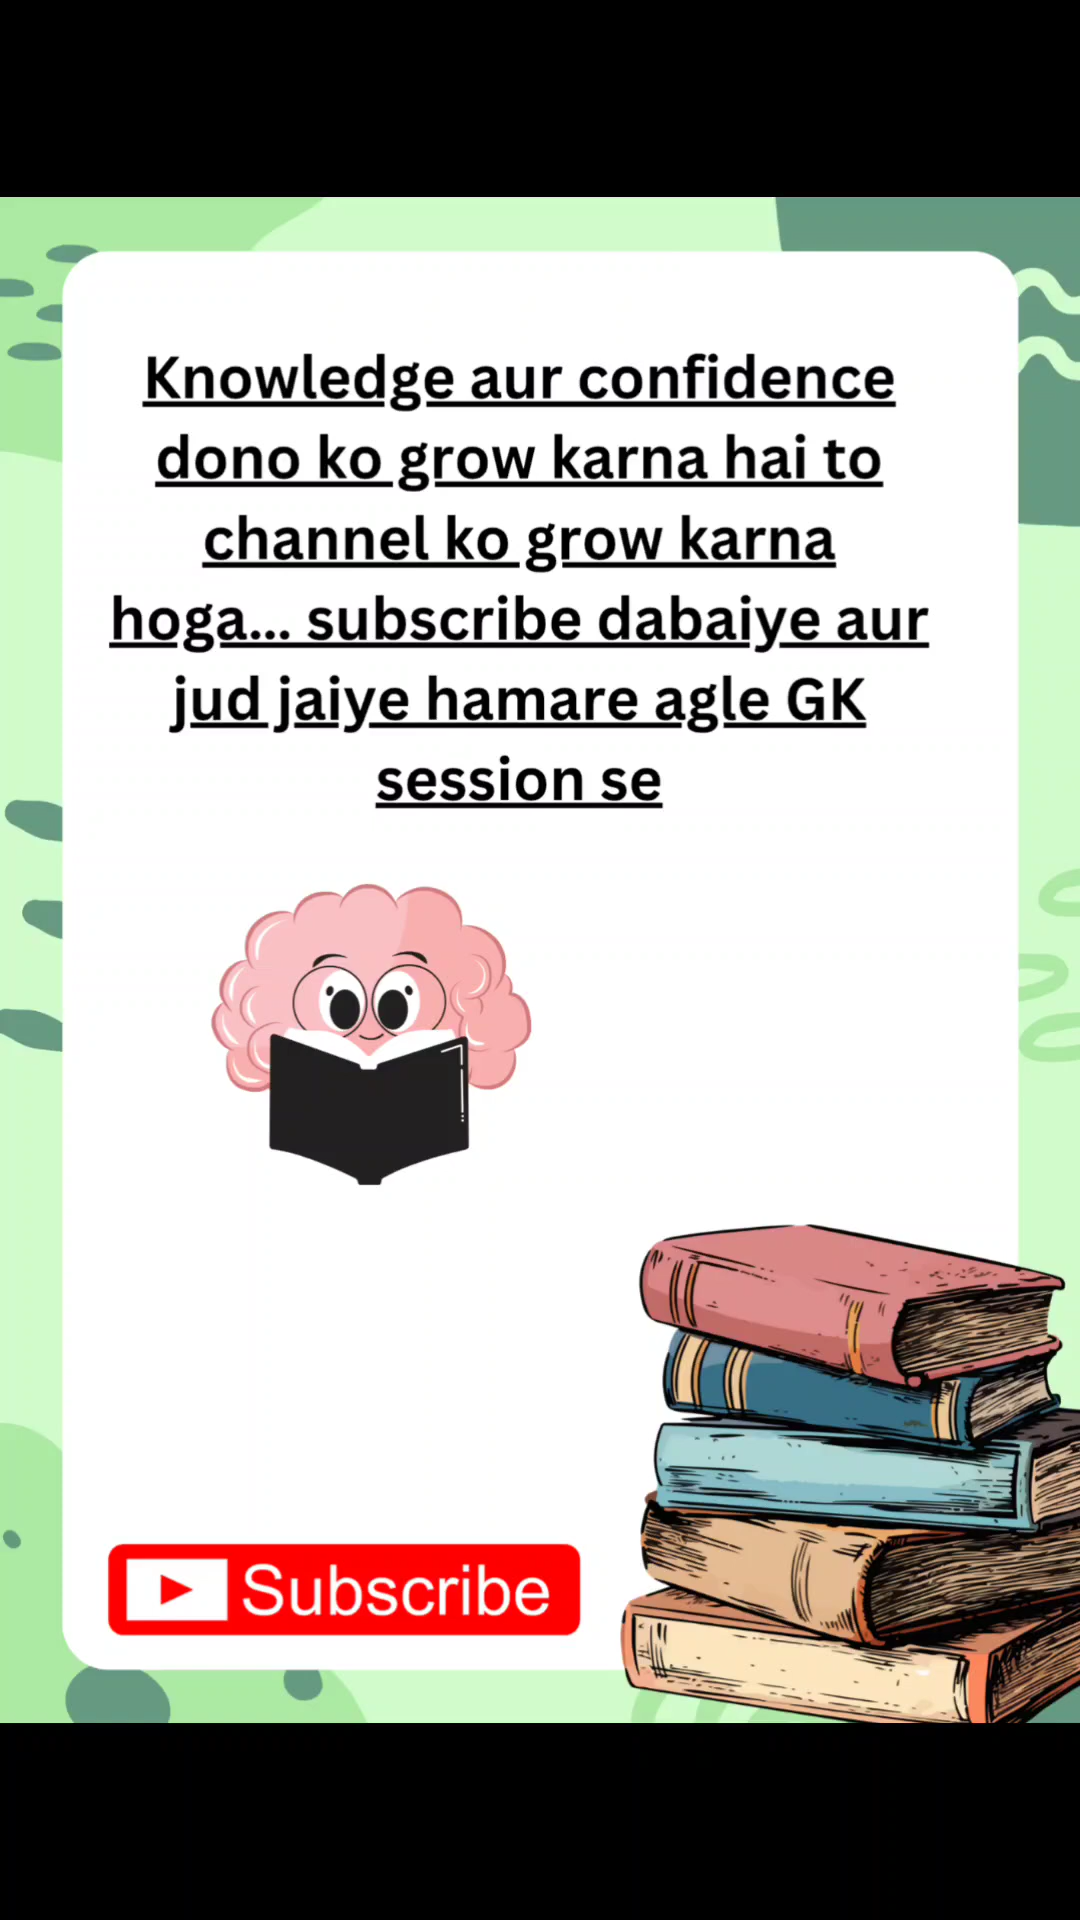 Knowledge aur confidence
dono ko grow karna hai to
channel ko grow karna
hoga... subscribe dabaiye aur
jud jaiye hamare agle GK
session se
Subscribe